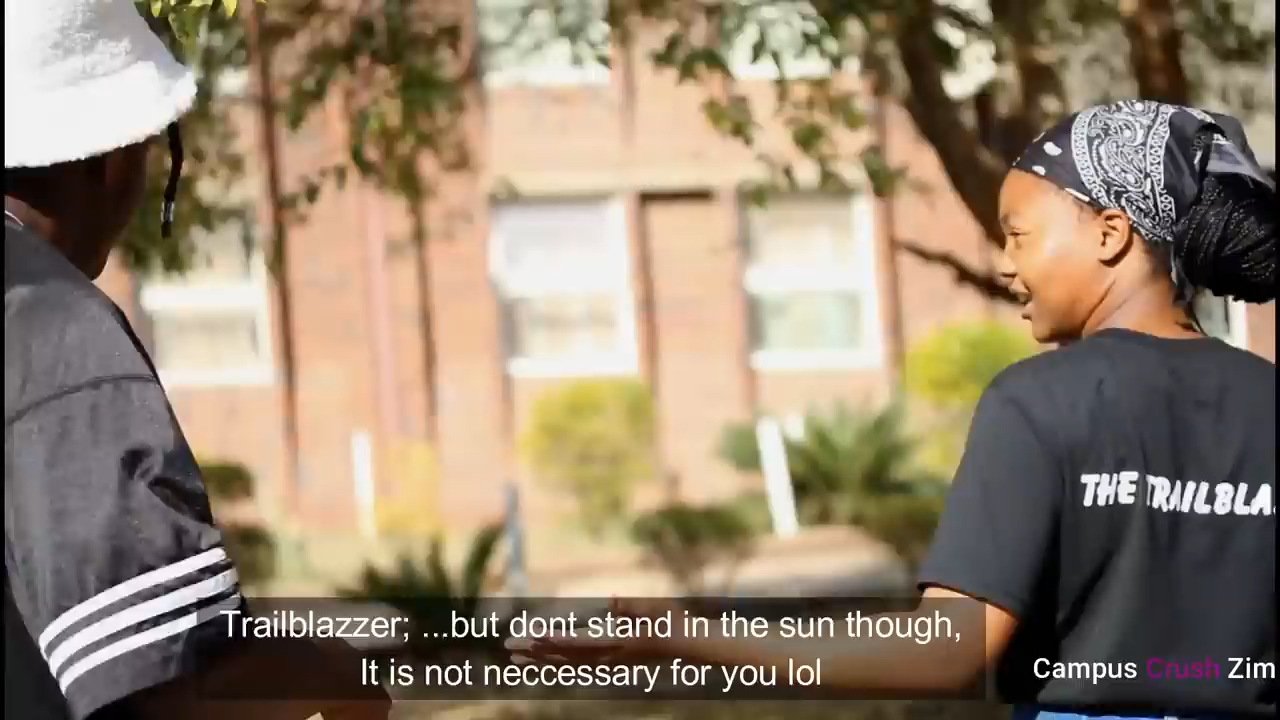 THE TRAILBLA
Trailblazzer; ...but dont stand in the sun though,
It is not neccessary for you lol
Campus Crush Zim